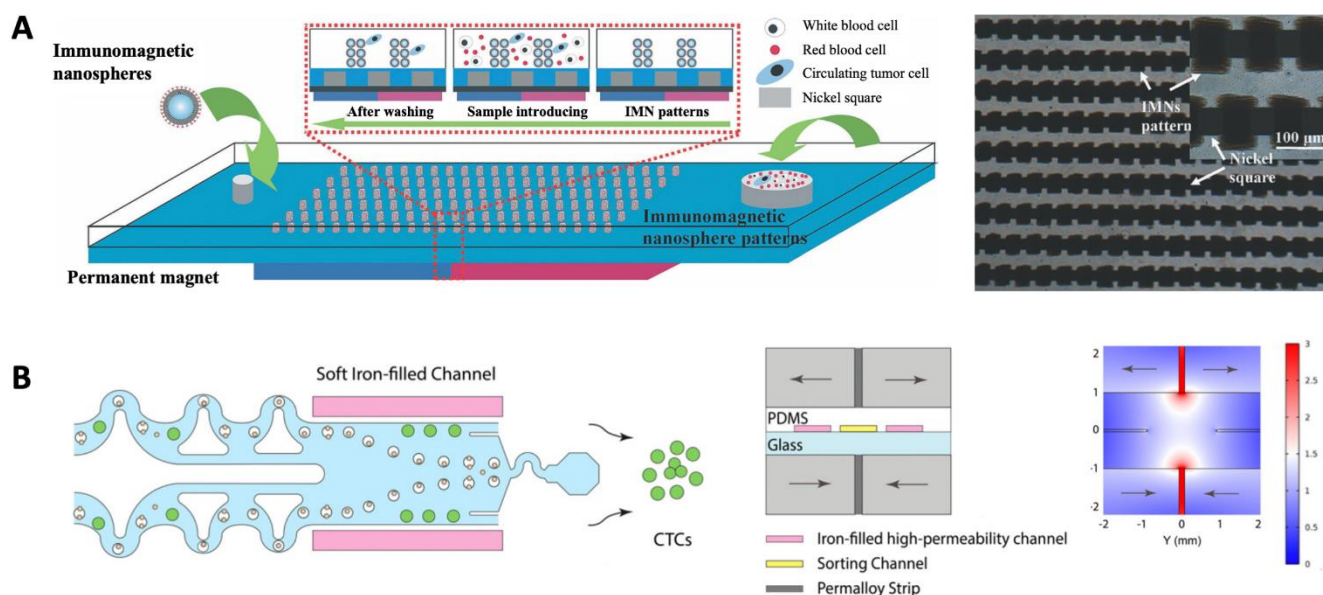 A
Immunomagnetic
nanospheres
After washing
Sample introducing
IMN patterns
White blood cell
Red blood cell
Circulating tumor cell
Nickel square
Immunomagnetic
nanosphere patterns
Permanent magnet
IMNs
pattern
100 μm
Nickel
square
B
Soft Iron-filled Channel
CTCs
PDMS
Glass
Iron-filled high-permeability channel
Sorting Channel
Permalloy Strip
2
1
0
-1
-2
-2 -1 0 1 2
Y (mm)
3
2.5
2
1.5
1
0.5
0